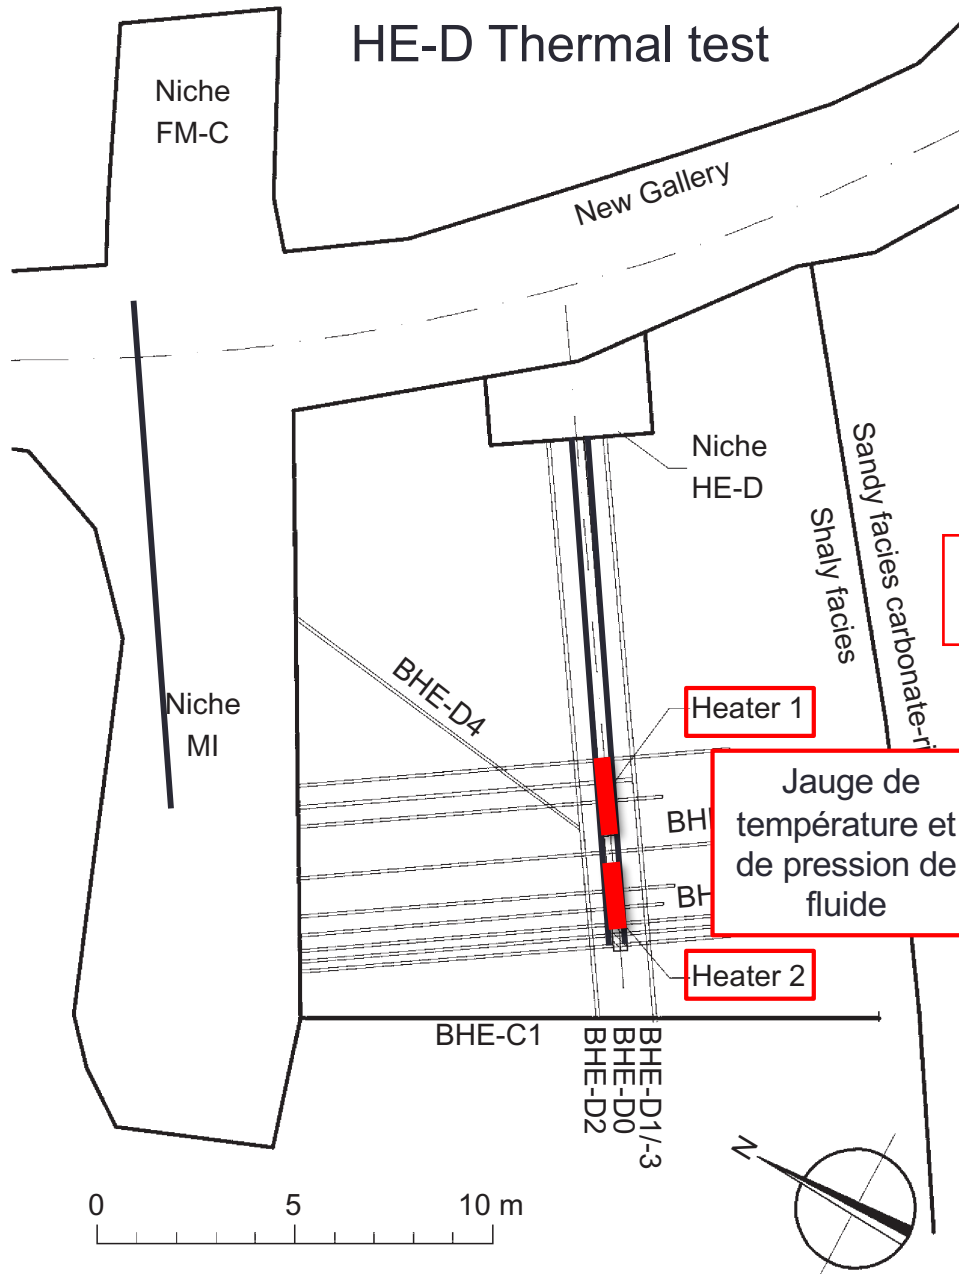 HE-D Thermal test
Niche
FM-C
New Gallery
Niche
HE-D
Sandy facies carbonate-ri
Shaly facies
BHE-D4
Niche
MI
Heater 1
Jauge de
température et
de pression de
fluide
Heater 2
BHE-C1
BHE-D2
BHE-D0
BHE-D1/-3
N
0 5 10 m